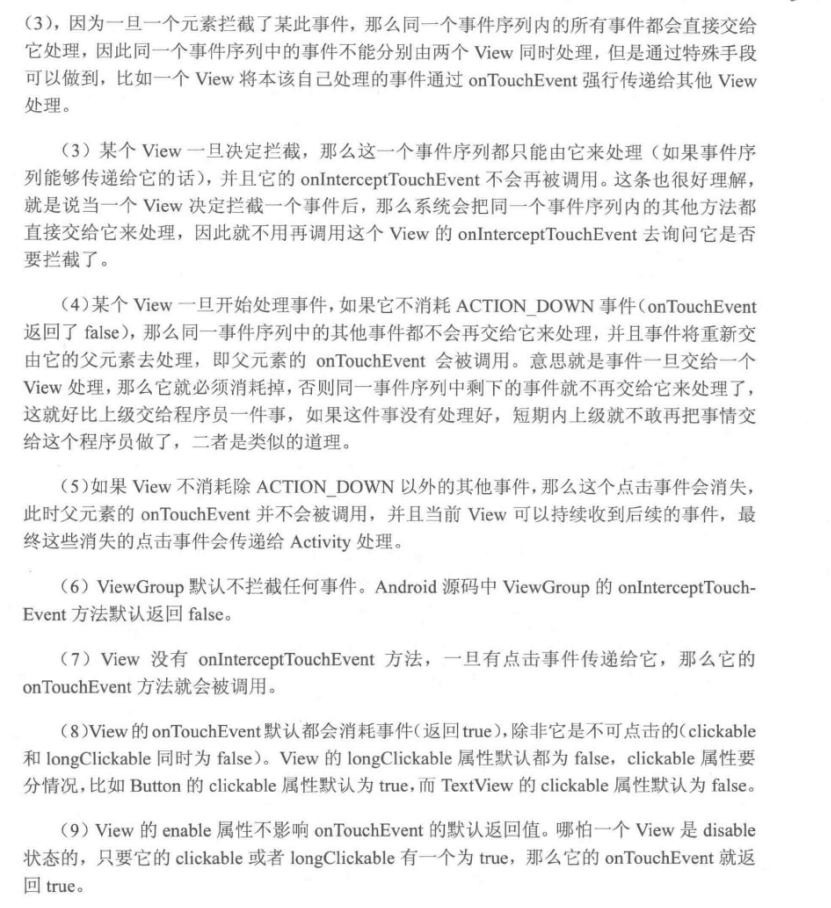 （3），因为一旦一个元素拦截了某此事件，那么同一个事件序列内的所有事件都会直接交给
它处理，因此同一个事件序列中的事件不能分别由两个 View 同时处理，但是通过特殊手段
可以做到，比如一个 View 将本该自己处理的事件通过 onTouchEvent 强行传递给其他 View
处理。
（3）某个 View 一旦决定拦截，那么这一个事件序列都只能由它来处理（如果事件序
列能够传递给它的话），并且它的 onInterceptTouchEvent 不会再被调用。这条也很好理解，
就是说当一个 View 决定拦截一个事件后，那么系统会把同一个事件序列内的其他方法都
直接交给它来处理，因此就不用再调用这个 View 的 onInterceptTouchEvent 去询问它是否
要拦截了。
（4）某个 View 一旦开始处理事件，如果它不消耗 ACTION_DOWN 事件（onTouchEvent
返回了 false），那么同一事件序列中的其他事件都不会再交给它来处理，并且事件将重新交
由它的父元素去处理，即父元素的 onTouchEvent 会被调用。意思就是事件一旦交给一个
View 处理，那么它就必须消耗掉，否则同一事件序列中剩下的事件就不再交给它来处理了，
这就好比上级交给程序员一件事，如果这件事没有处理好，短期内上级就不敢再把事情交
给这个程序员做了，二者是类似的道理。
（5）如果 View 不消耗除 ACTION_DOWN 以外的其他事件，那么这个点击事件会消失，
此时父元素的 onTouchEvent 并不会被调用，并且当前 View 可以持续收到后续的事件，最
终这些消失的点击事件会传递给 Activity 处理。
（6）ViewGroup 默认不拦截任何事件。Android 源码中 ViewGroup 的 onInterceptTouch-
Event 方法默认返回 false。
（7）View 没有 onInterceptTouchEvent 方法，一旦有点击事件传递给它，那么它的
onTouchEvent 方法就会被调用。
（8）View 的 onTouchEvent 默认都会消耗事件（返回 true），除非它是不可点击的（clickable
和 longClickable 同时为 false）。View 的 longClickable 属性默认都为 false，clickable 属性要
分情况，比如 Button 的 clickable 属性默认为 true，而 TextView 的 clickable 属性默认为 false。
（9）View 的 enable 属性不影响 onTouchEvent 的默认返回值。哪怕一个 View 是 disable
状态的，只要它的 clickable 或者 longClickable 有一个为 true，那么它的 onTouchEvent 就返
回 true。